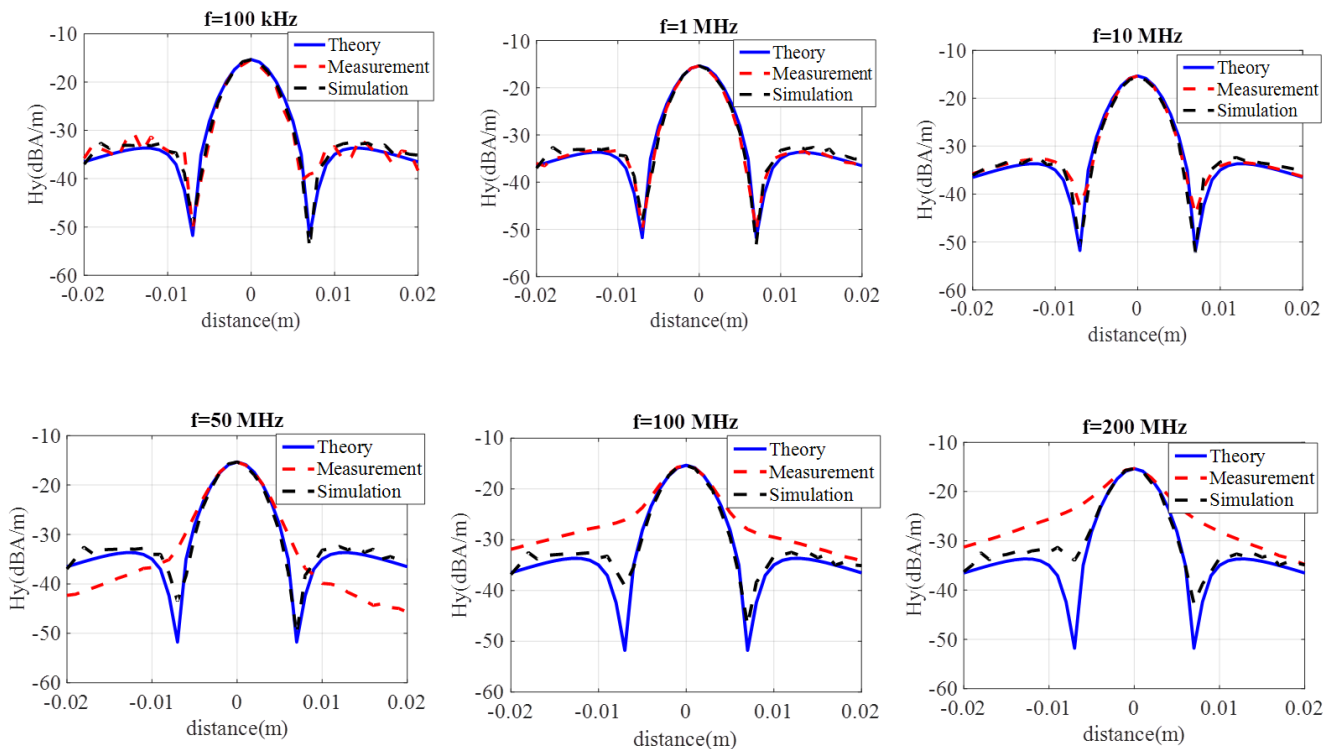 f=100 kHz
-10
-20
-30
-40
-50
-60
Hy(dBA/m)
-0.02
-0.01
0
0.01
0.02
distance(m)
Theory
Measurement
Simulation
f=1 MHz
-10
-20
-30
-40
-50
-60
Hy(dBA/m)
-0.02
-0.01
0
0.01
0.02
distance(m)
Theory
Measurement
Simulation
f=10 MHz
-10
-20
-30
-40
-50
-60
Hy(dBA/m)
-0.02
-0.01
0
0.01
0.02
distance(m)
Theory
Measurement
Simulation
f=50 MHz
-10
-20
-30
-40
-50
-60
Hy(dBA/m)
-0.02
-0.01
0
0.01
0.02
distance(m)
Theory
Measurement
Simulation
f=100 MHz
-10
-20
-30
-40
-50
-60
Hy(dBA/m)
-0.02
-0.01
0
0.01
0.02
distance(m)
Theory
Measurement
Simulation
f=200 MHz
-10
-20
-30
-40
-50
-60
Hy(dBA/m)
-0.02
-0.01
0
0.01
0.02
distance(m)
Theory
Measurement
Simulation